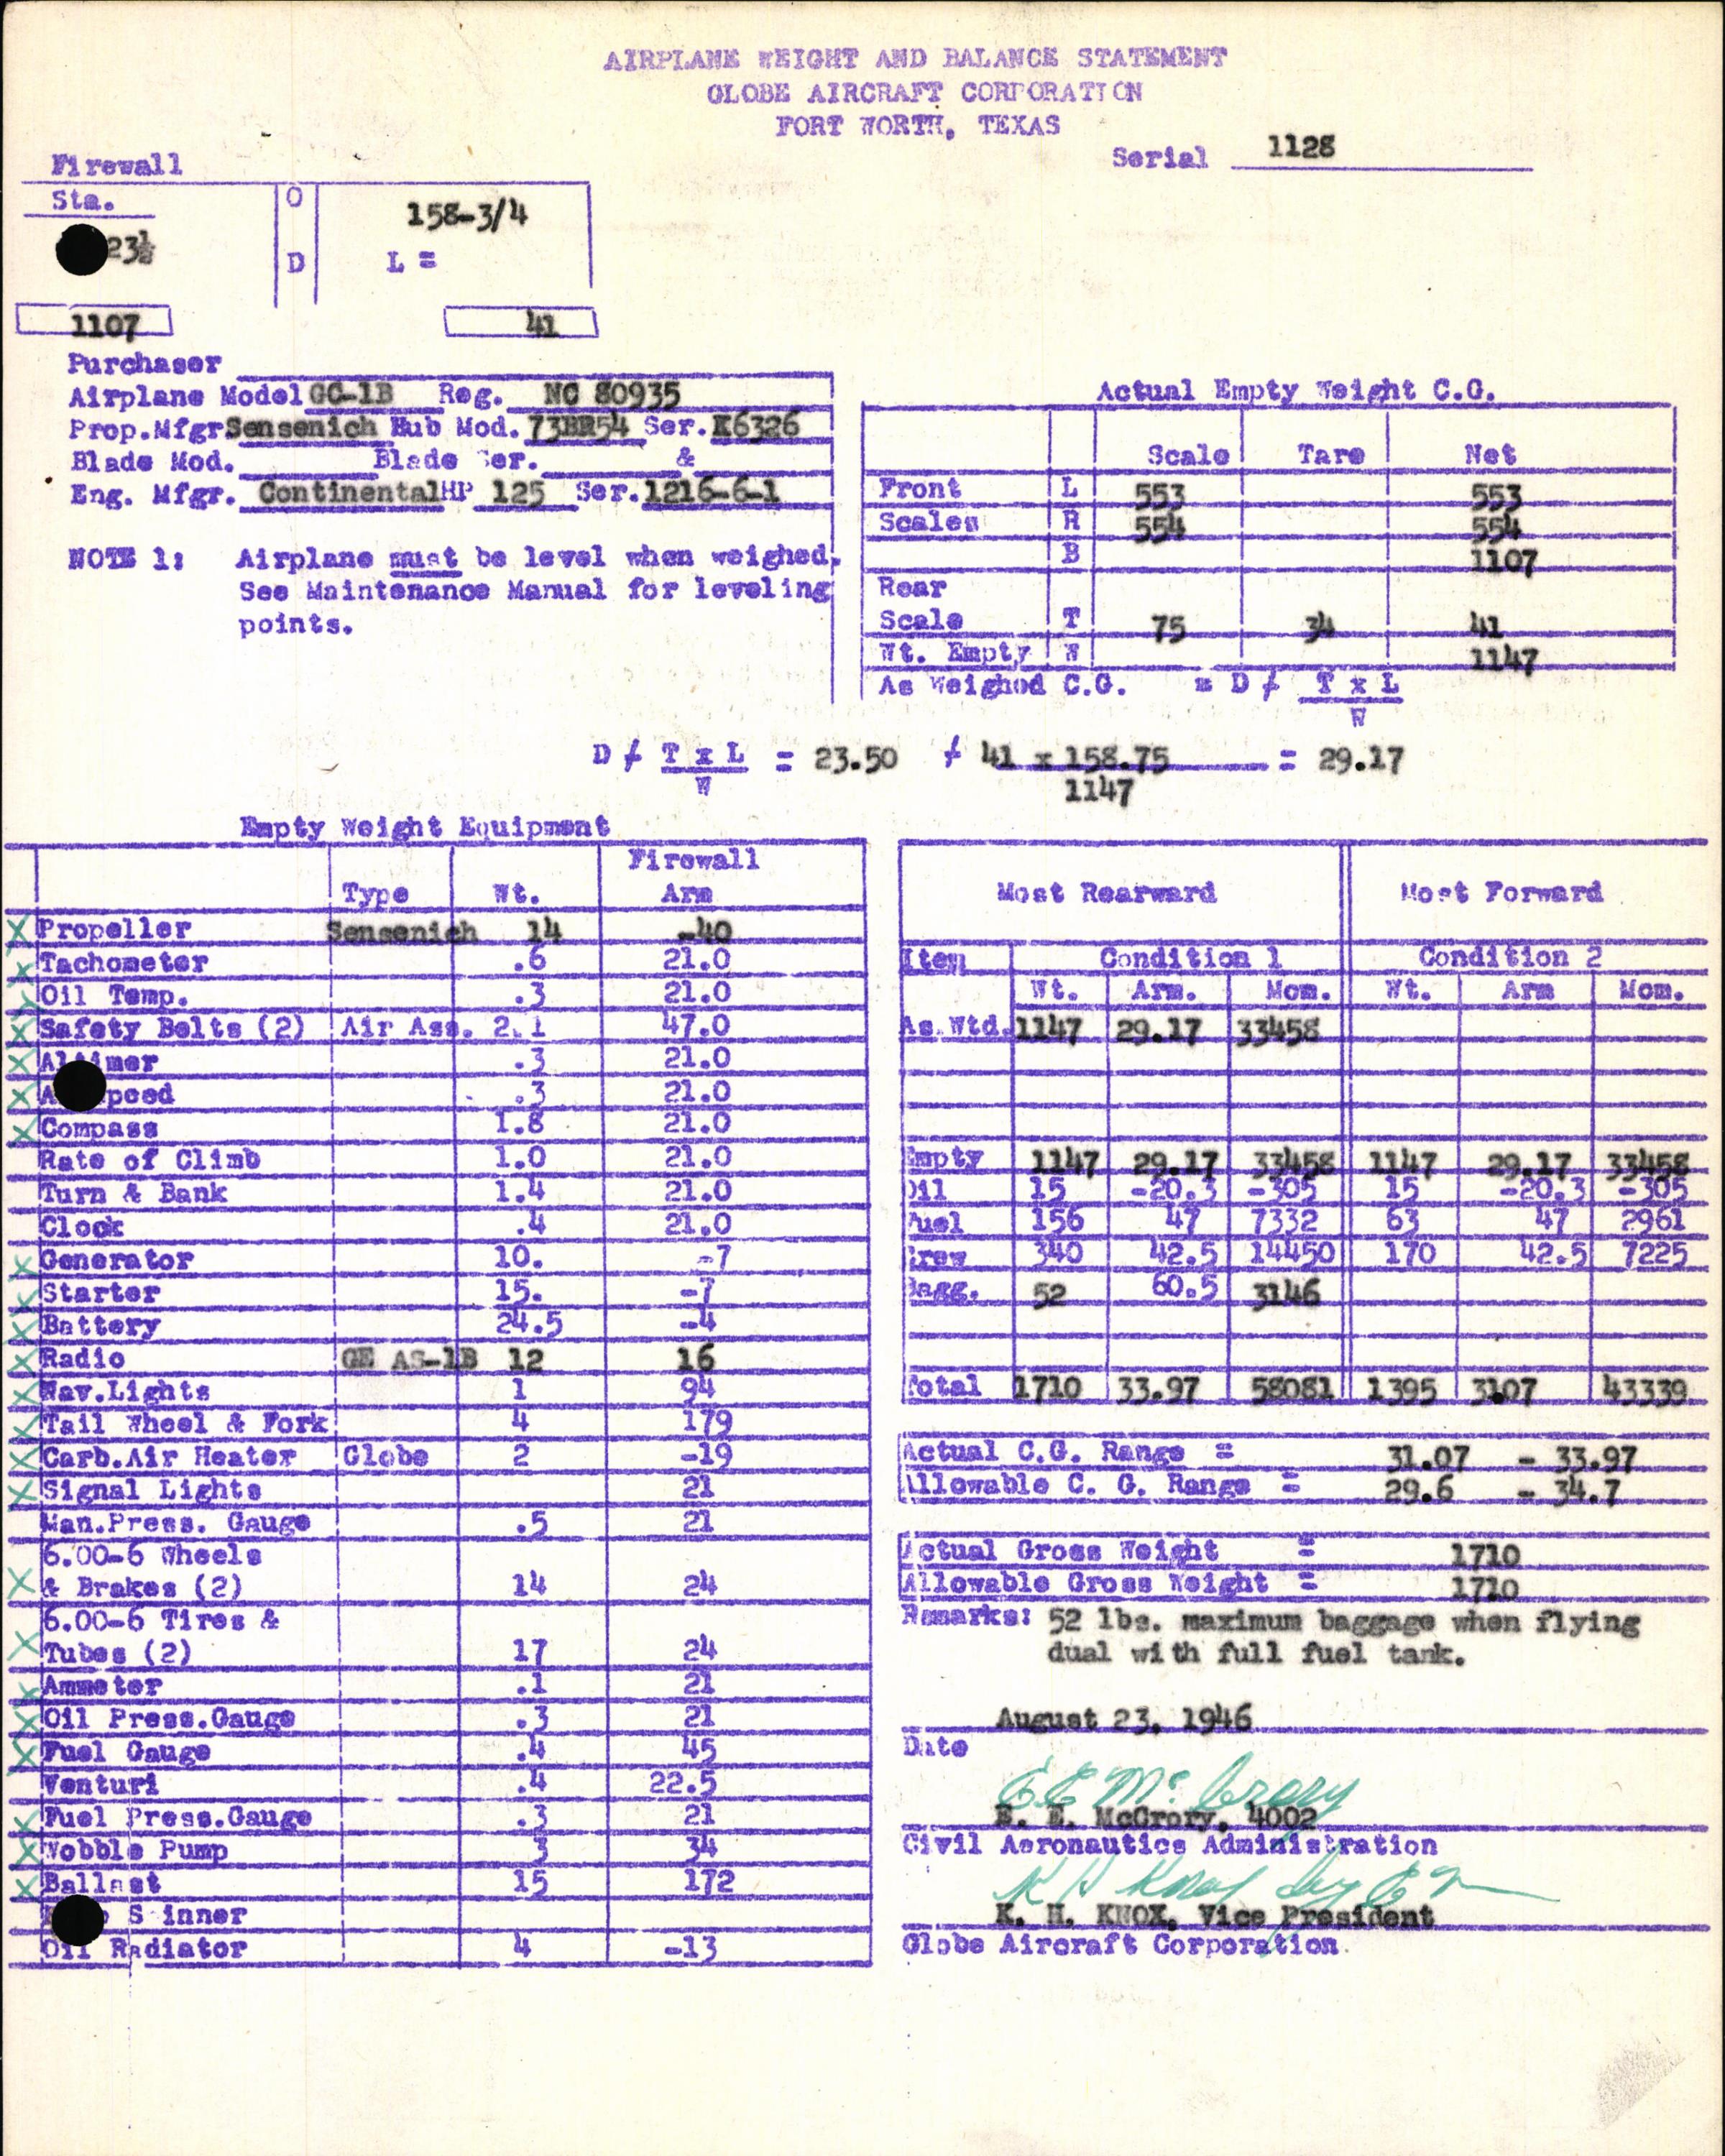 AIRPLANE WEIGHT AND BALANCE STATEMENT
GLOBE AIRCRAFT CORPORATION
FORT WORTH, TEXAS
Serial 1128
Firewall
Sta. O 158-3/4
23½ D L =
1107 41
Purchaser
Airplane Model GC-1B Reg. NC 80935
Prop.Mfgr Sensenich Hub Mod. 73BR54 Ser. K6326
Blade Mod. Blade Ser. &
Eng. Mfgr. Continental HP 125 Ser. 1216-6-1
NOTE 1: Airplane must be level when weighed.
See Maintenance Manual for leveling
points.
Actual Empty Weight C.G.
Scale Tare Net
Front L 553 553
Scales R 554 554
B 1107
Rear
Scale T 75 34 41
Wt. Empty W 1147
As Weighed C.G. = D ≠ T x L
W
D ≠ T x L = 23.50 ≠ 41 x 158.75 = 29.17
W 1147
Empty Weight Equipment
Firewall
Type Wt. Arm
X Propeller Sensenich 14 -40
X Tachometer .6 21.0
X Oil Temp. .3 21.0
X Safety Belts (2) Air Ass. 2.1 47.0
X Al imer .3 21.0
X A peed .3 21.0
X Compass 1.8 21.0
Rate of Climb 1.0 21.0
Turn & Bank 1.4 21.0
Clock .4 21.0
X Generator 10. -7
X Starter 15. -7
X Battery 24.5 -4
X Radio GE AS-1B 12 16
X Nav.Lights 1 94
X Tail Wheel & Fork 4 179
X Carb.Air Heater Globe 2 -19
X Signal Lights 21
Man.Press. Gauge .5 21
6.00-6 Wheels
X & Brakes (2) 14 24
6.00-6 Tires &
X Tubes (2) 17 24
X Ammeter .1 21
X Oil Press.Gauge .3 21
X Fuel Gauge .4 45
Venturi .4 22.5
X Fuel Press.Gauge .3 21
X Wobble Pump 3 34
X Ballast 15 172
S inner
Oil Radiator 4 -13
Most Rearward Most Forward
Item Condition 1 Condition 2
Wt. Arm. Mom. Wt. Arm Mom.
As Wtd. 1147 29.17 33458
Empty 1147 29.17 33458 1147 29.17 33458
Oil 15 -20.3 -305 15 -20.3 -305
Fuel 156 47 7332 63 47 2961
Crew 340 42.5 14450 170 42.5 7225
Bagg. 52 60.5 3146
Total 1710 33.97 58081 1395 3107 43339
Actual C.G. Range = 31.07 - 33.97
Allowable C. G. Range = 29.6 - 34.7
Actual Gross Weight = 1710
Allowable Gross Weight = 1710
Remarks: 52 lbs. maximum baggage when flying
dual with full fuel tank.
August 23, 1946
Date
E E McCrory
E. E. McCrory, 4002
Civil Aeronautics Administration
K H Knox by
K. H. KNOX, Vice President
Globe Aircraft Corporation